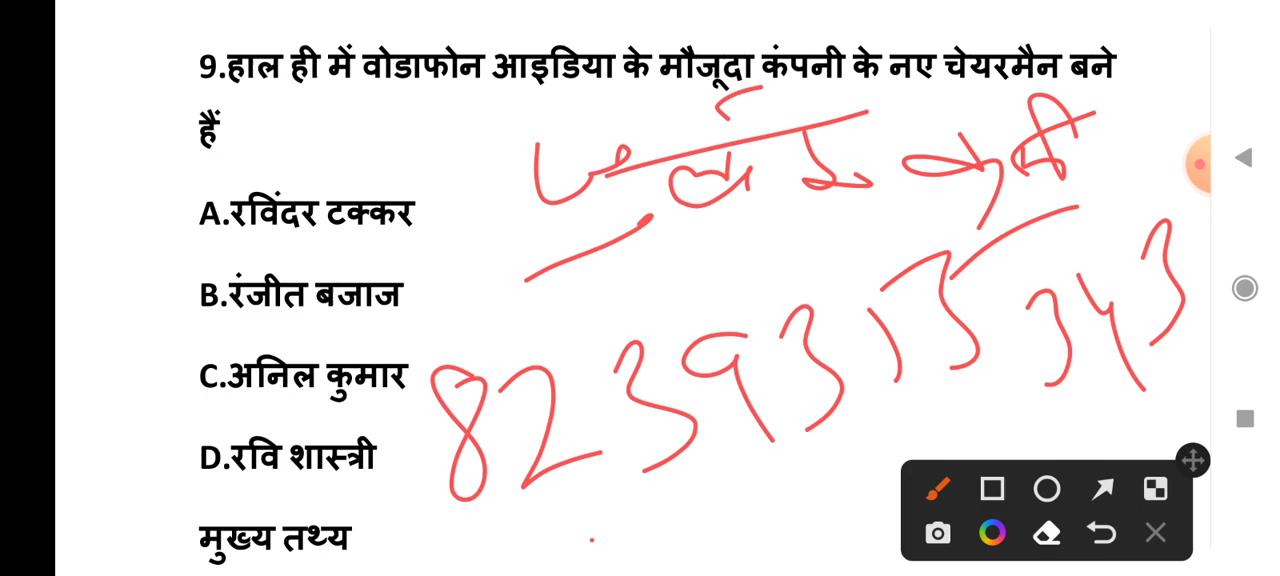 9.हाल ही में वोडाफोन आइडिया के मौजूदा कंपनी के नए चेयरमैन बने
हैं
A.रविंदर टक्कर
B.रंजीत बजाज
C.अनिल कुमार
D.रवि शास्त्री
मुख्य तथ्य